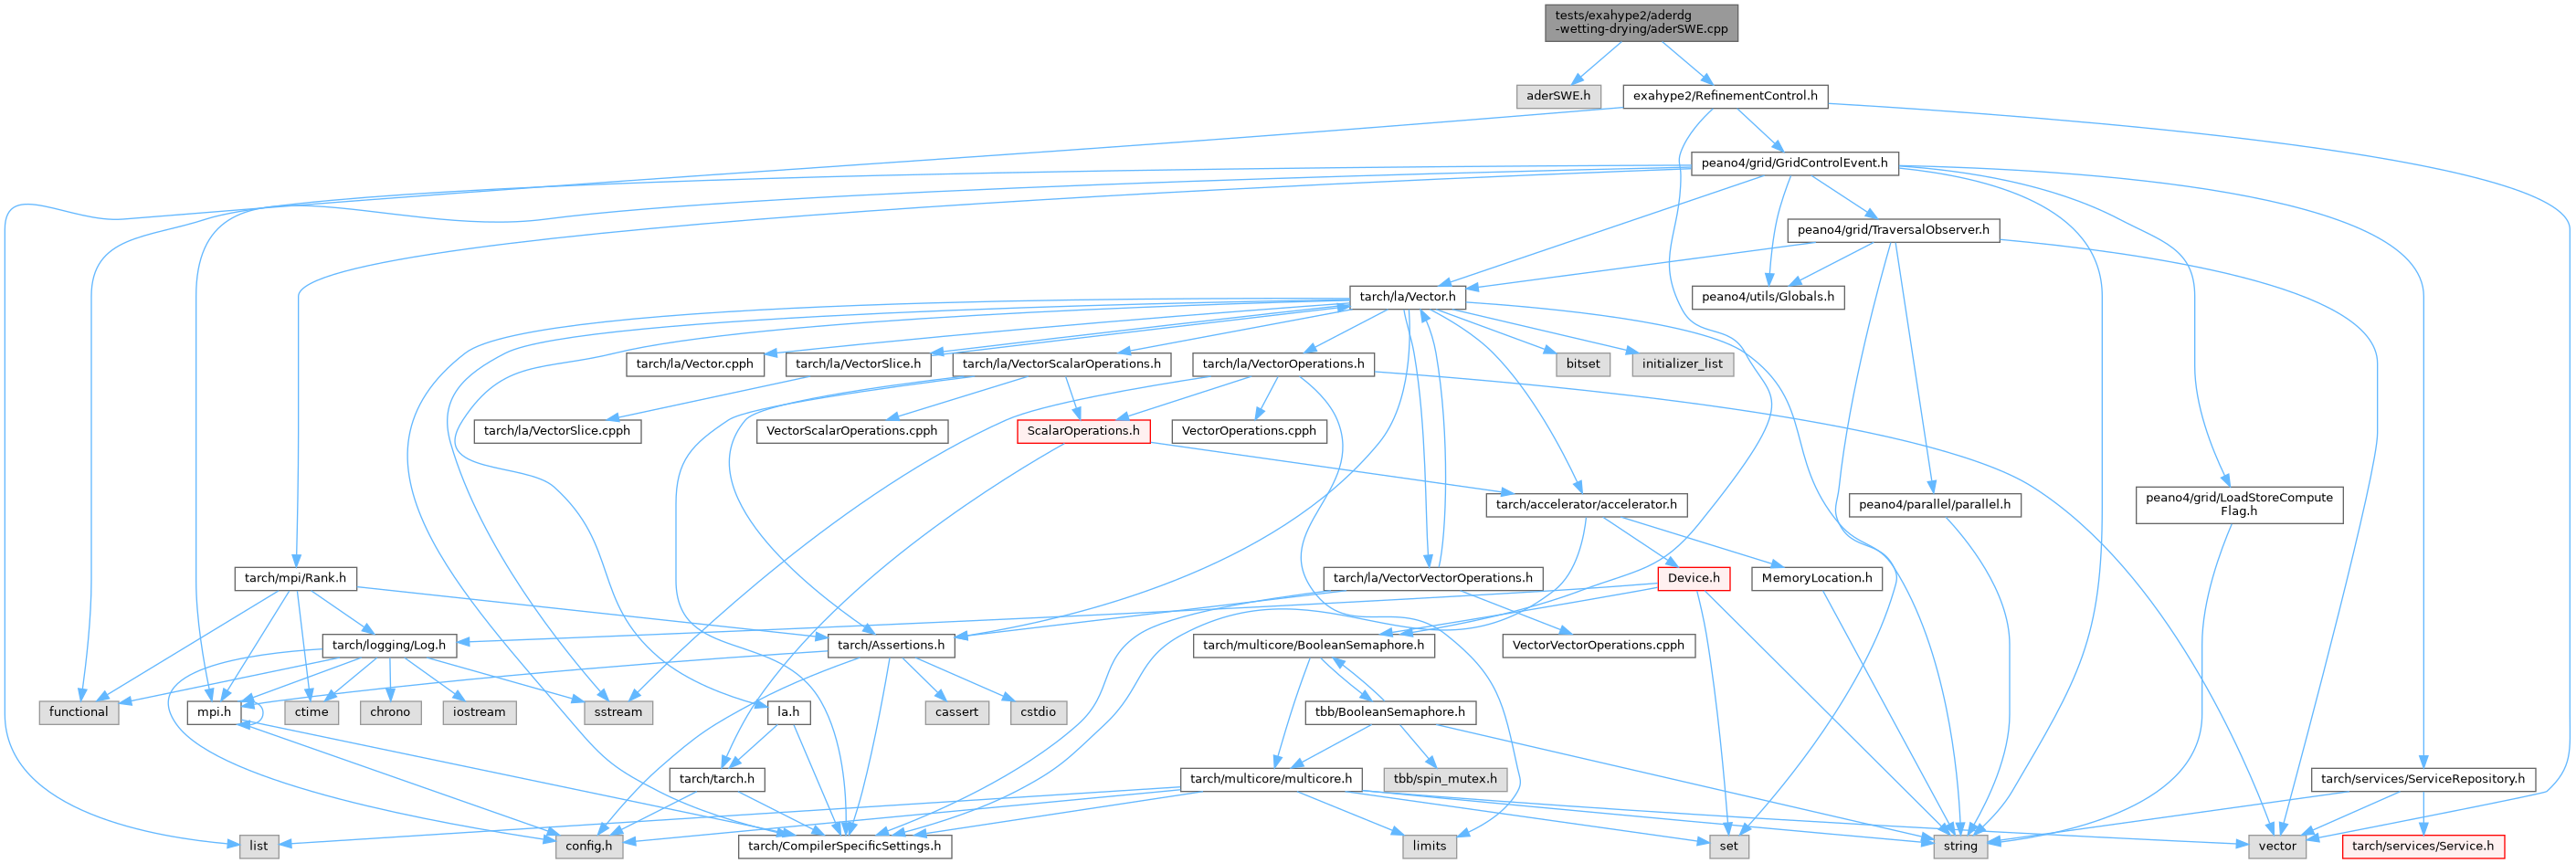 tests/exahype2/aderdg
-wetting-drying/aderSWE.cpp
aderSWE.h
exahype2/RefinementControl.h
peano4/grid/GridControlEvent.h
peano4/grid/TraversalObserver.h
tarch/la/Vector.h
peano4/utils/Globals.h
tarch/la/Vector.cpph
tarch/la/VectorSlice.h
tarch/la/VectorScalarOperations.h
tarch/la/VectorOperations.h
bitset
initializer_list
tarch/la/VectorSlice.cpph
VectorScalarOperations.cpph
ScalarOperations.h
VectorOperations.cpph
tarch/accelerator/accelerator.h
peano4/parallel/parallel.h
peano4/grid/LoadStoreCompute
Flag.h
tarch/mpi/Rank.h
tarch/la/VectorVectorOperations.h
Device.h
MemoryLocation.h
tarch/logging/Log.h
tarch/Assertions.h
tarch/multicore/BooleanSemaphore.h
VectorVectorOperations.cpph
functional
mpi.h
ctime
chrono
iostream
sstream
la.h
cassert
cstdio
tbb/BooleanSemaphore.h
tarch/tarch.h
tarch/multicore/multicore.h
tbb/spin_mutex.h
tarch/services/ServiceRepository.h
list
config.h
tarch/CompilerSpecificSettings.h
limits
set
string
vector
tarch/services/Service.h